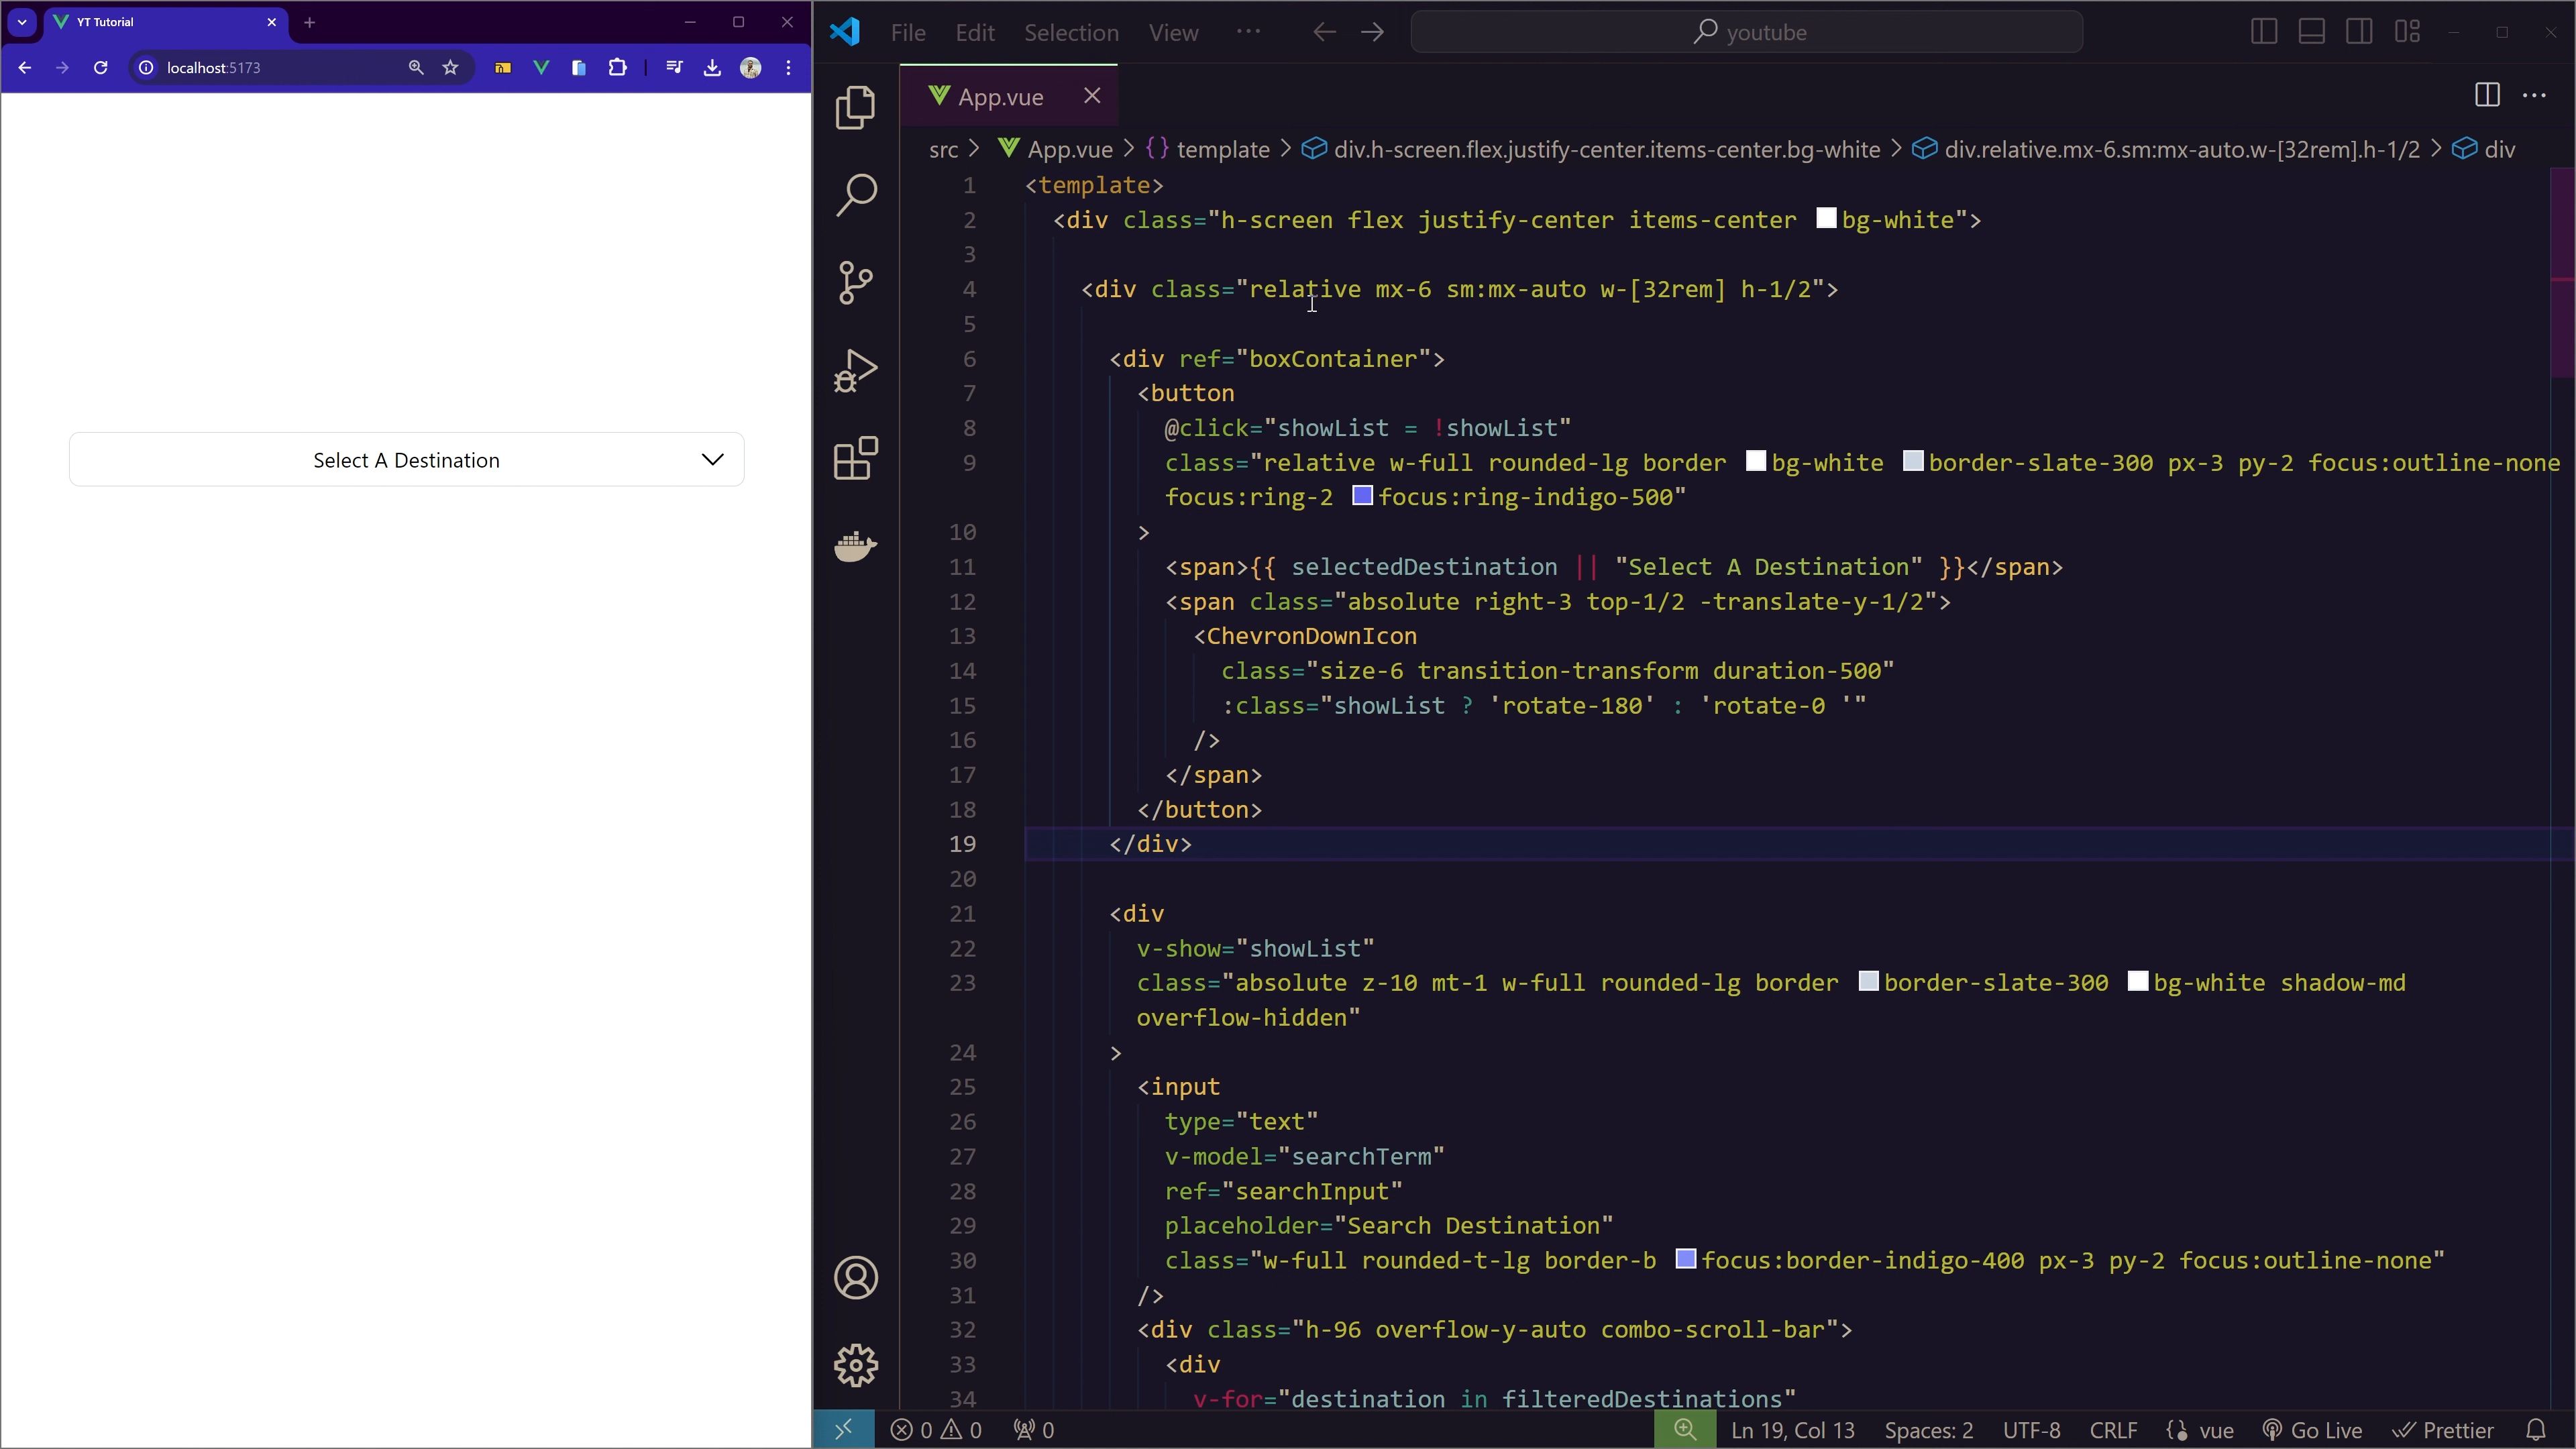 YT Tutorial
localhost:5173
Select A Destination
File Edit Selection View ···
youtube
App.vue
src > App.vue > {} template > div.h-screen.flex.justify-center.items-center.bg-white > div.relative.mx-6.sm:mx-auto.w-[32rem].h-1/2 > div
1 <template>
2 <div class="h-screen flex justify-center items-center bg-white">
3
4 <div class="relative mx-6 sm:mx-auto w-[32rem] h-1/2">
5
6 <div ref="boxContainer">
7 <button
8 @click="showList = !showList"
9 class="relative w-full rounded-lg border bg-white border-slate-300 px-3 py-2 focus:outline-none
focus:ring-2 focus:ring-indigo-500"
10 >
11 <span>{{ selectedDestination || "Select A Destination" }}</span>
12 <span class="absolute right-3 top-1/2 -translate-y-1/2">
13 <ChevronDownIcon
14 class="size-6 transition-transform duration-500"
15 :class="showList ? 'rotate-180' : 'rotate-0 '"
16 />
17 </span>
18 </button>
19 </div>
20
21 <div
22 v-show="showList"
23 class="absolute z-10 mt-1 w-full rounded-lg border border-slate-300 bg-white shadow-md
overflow-hidden"
24 >
25 <input
26 type="text"
27 v-model="searchTerm"
28 ref="searchInput"
29 placeholder="Search Destination"
30 class="w-full rounded-t-lg border-b focus:border-indigo-400 px-3 py-2 focus:outline-none"
31 />
32 <div class="h-96 overflow-y-auto combo-scroll-bar">
33 <div
34 v-for="destination in filteredDestinations"
0 0 0 Ln 19, Col 13 Spaces: 2 UTF-8 CRLF vue Go Live Prettier